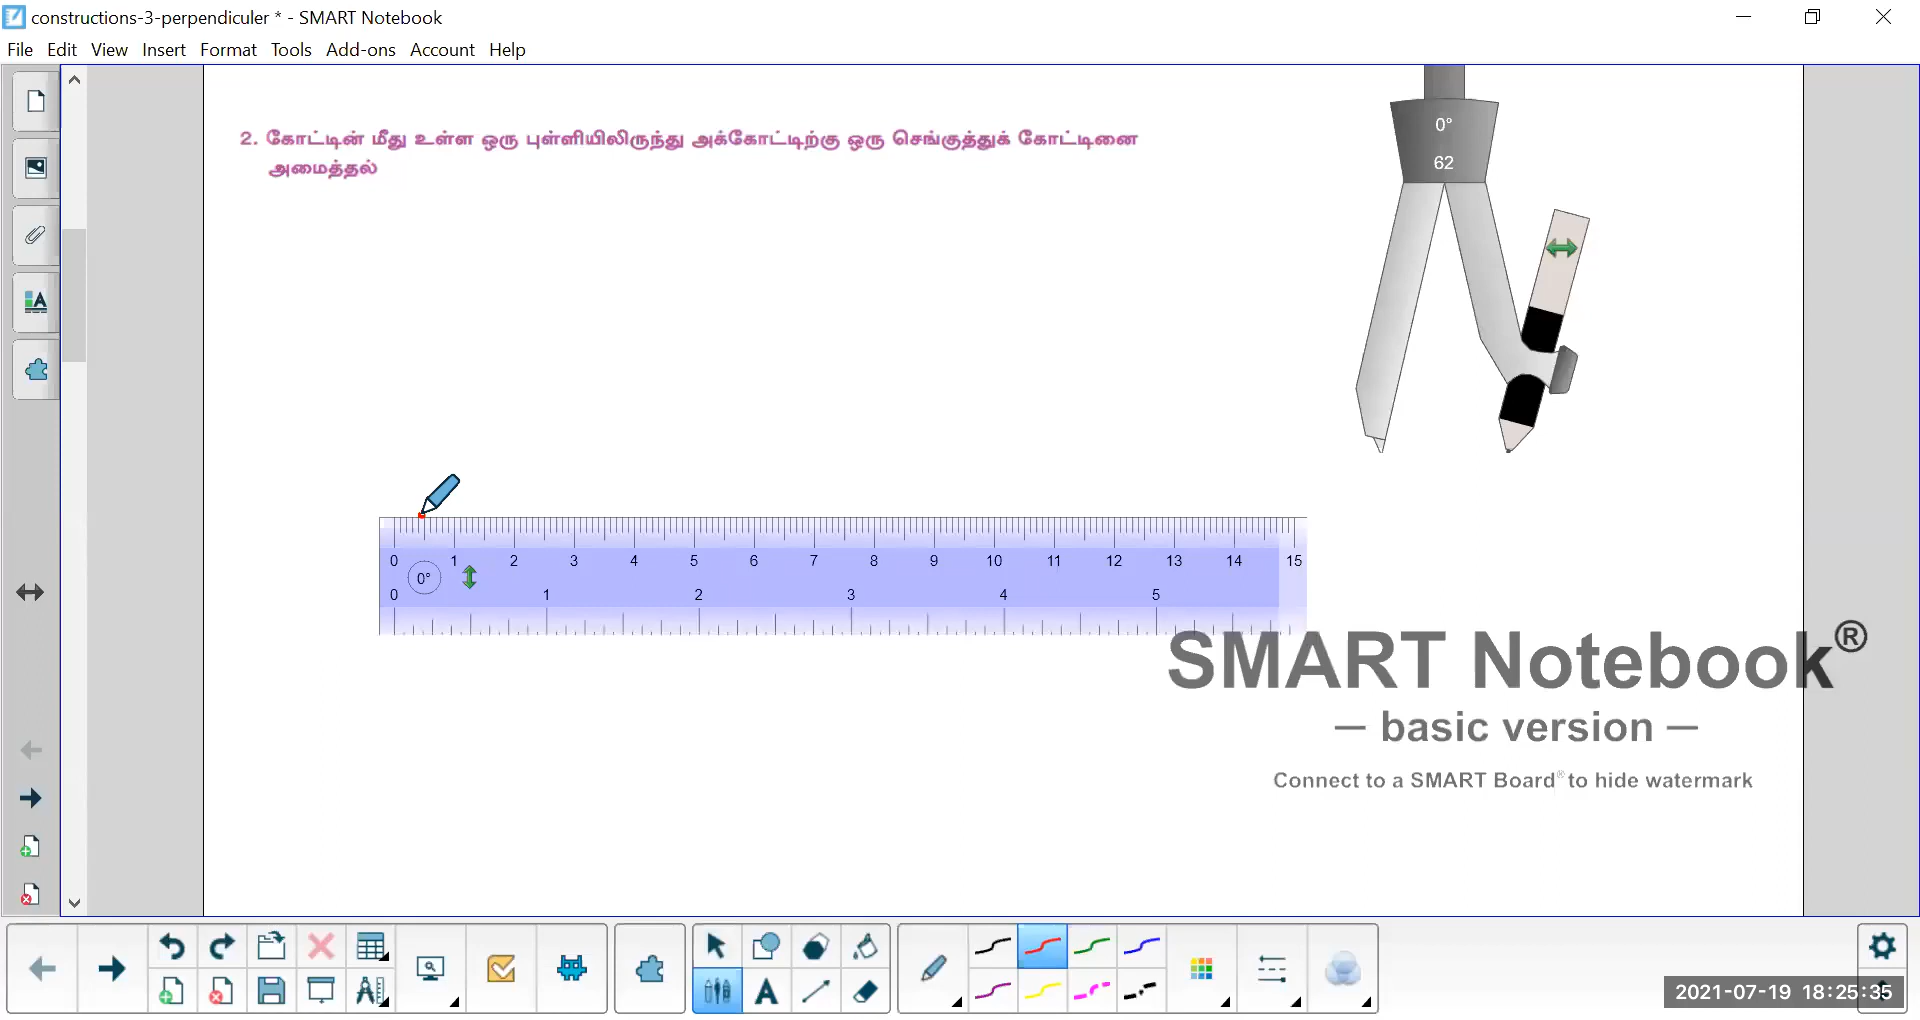 constructions-3-perpendiculer * - SMART Notebook
File Edit View Insert Format Tools Add-ons Account Help
2. கோட்டின் மீது உள்ள ஒரு புள்ளியிலிருந்து அக்கோட்டிற்கு ஒரு செங்குத்துக் கோட்டினை
அமைத்தல்
0°
62
0 1 2 3 4 5 6 7 8 9 10 11 12 13 14 15
0°
0 1 2 3 4 5
SMART Notebook®
— basic version —
Connect to a SMART Board® to hide watermark
2021-07-19 18:25:35